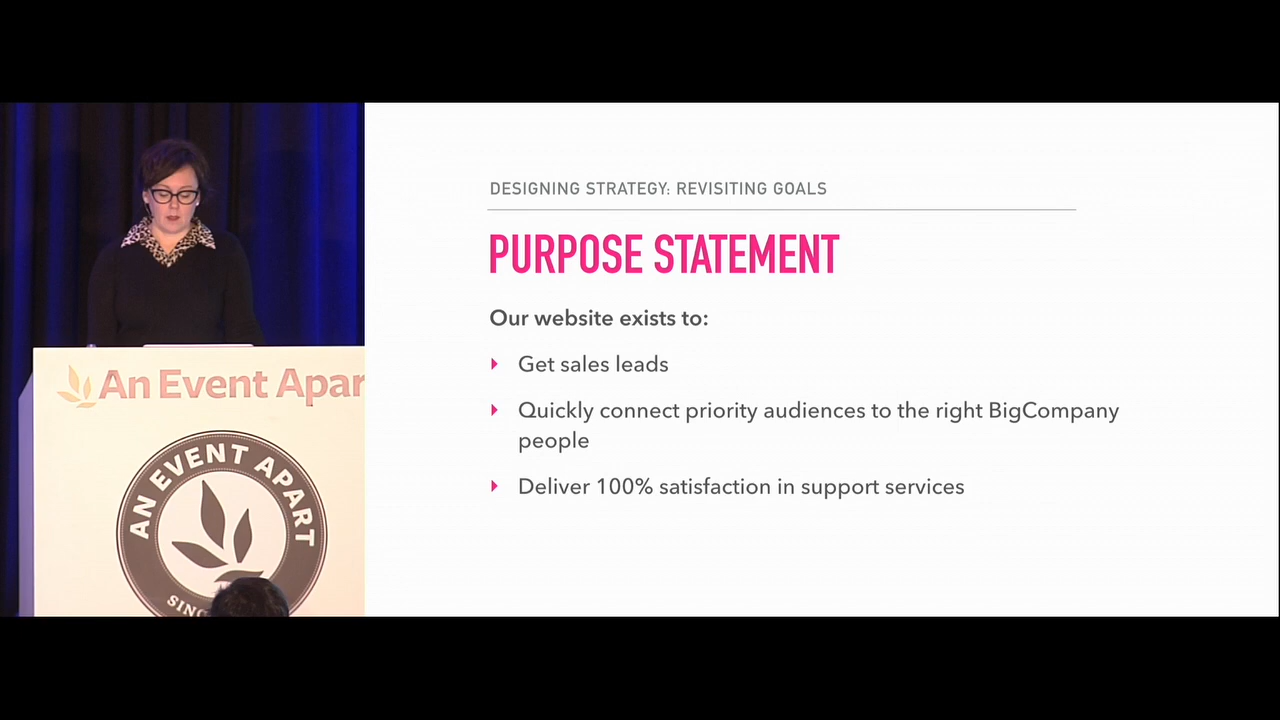 DESIGNING STRATEGY: REVISITING GOALS
PURPOSE STATEMENT
Our website exists to:
Get sales leads
Quickly connect priority audiences to the right BigCompany
people
Deliver 100% satisfaction in support services
An Event Apar
AN EVENT APART